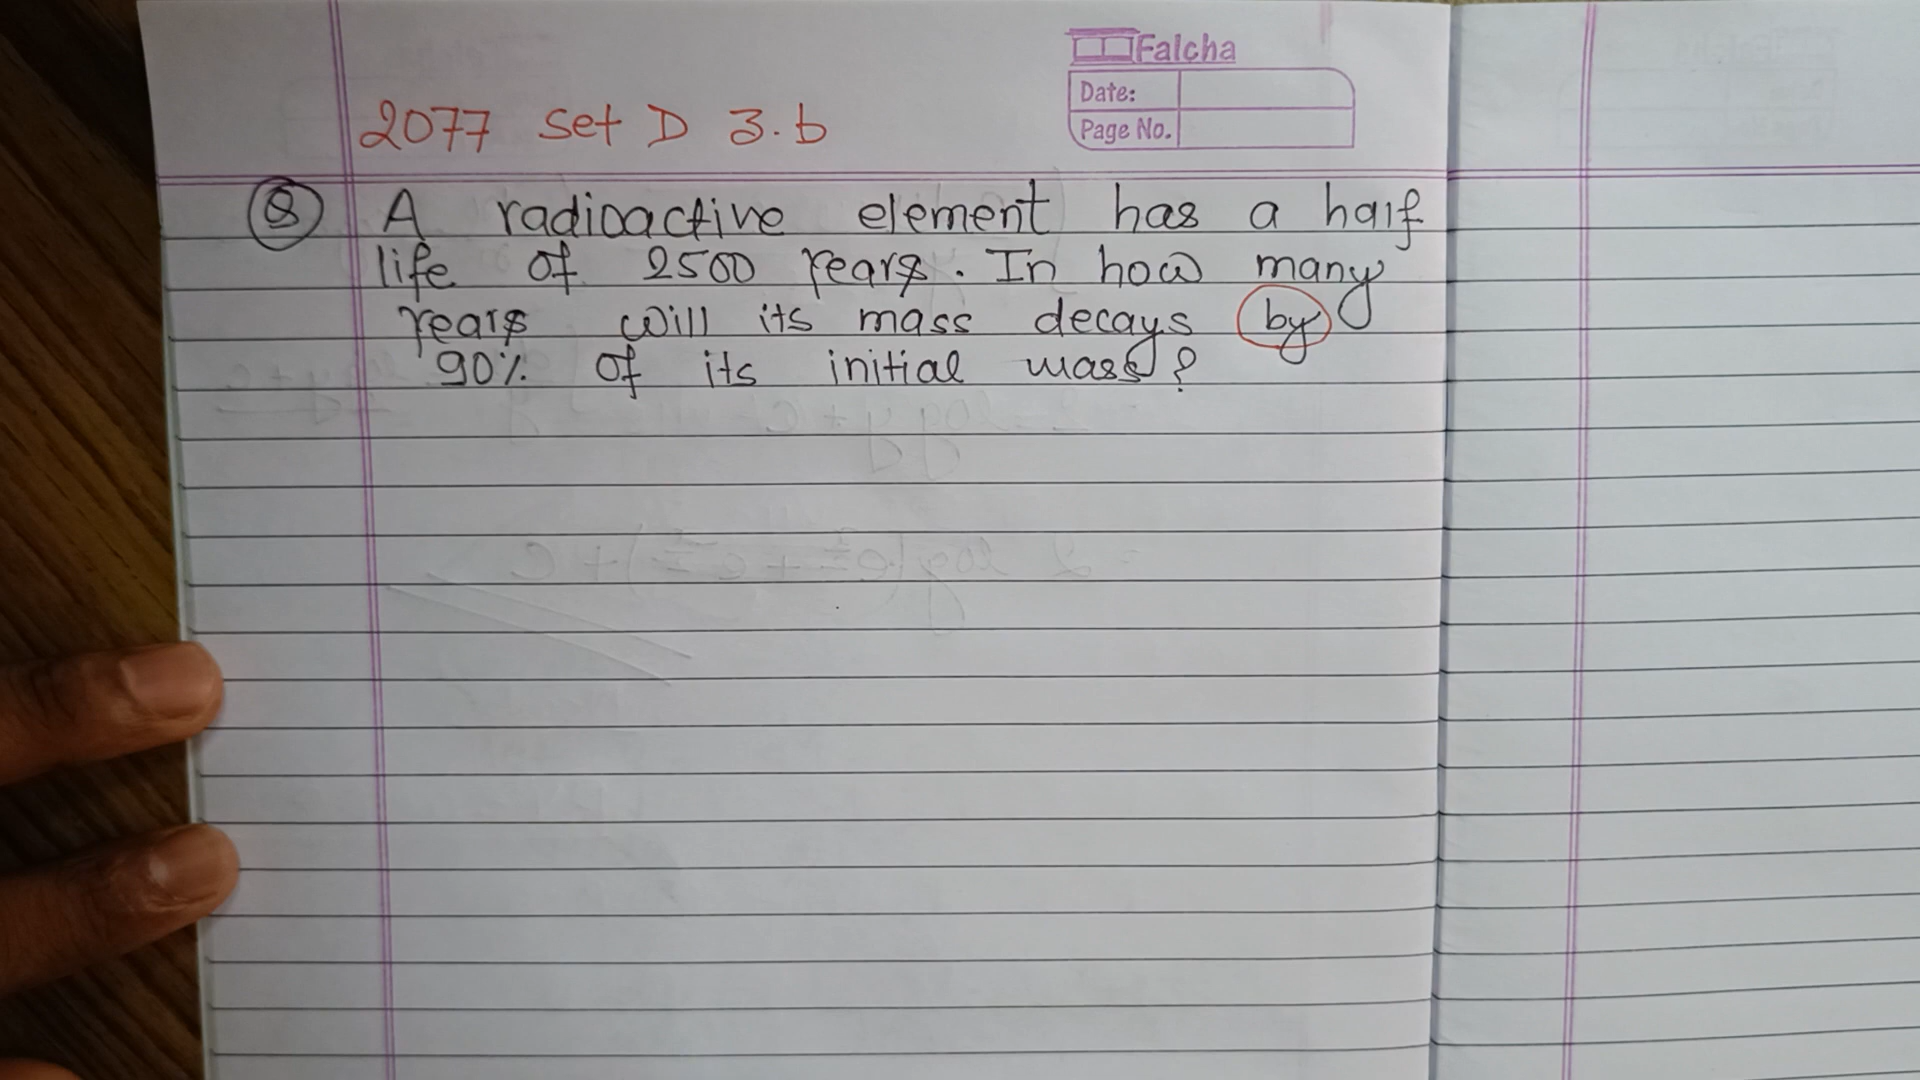 Falcha
Date:
Page No.
2077 set D 3.b
Q A radioactive element has a half
life of 2500 years. In how many
years will its mass decays by
90% of its initial mass?